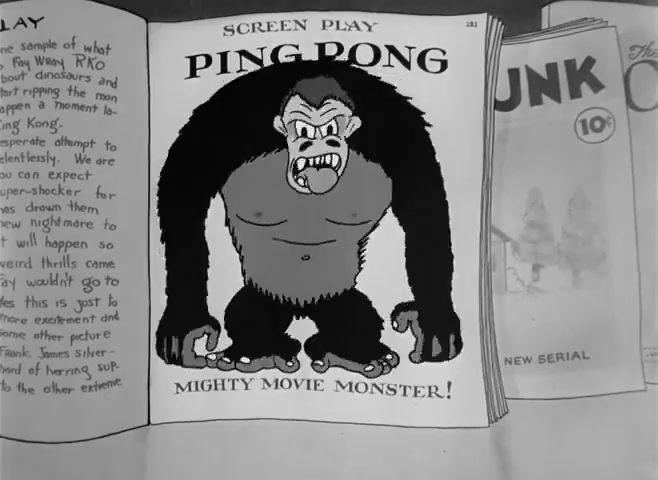 LAY
ne sample of what
Fay Wray RKO
bout dinosaurs and
tart ripping the man
appen a moment la-
ing Kong.
esperate attempt to
elentlessly. We are
ou can expect
uper-shocker for
as drawn them
ew nightmare to
t will happen so
weird thrills came
ay wouldn't go to
es this is just to
more excitement and
ome other picture
Frank James silver-
hard of herring sup-
to the other extreme
SCREEN PLAY
PING PONG
MIGHTY MOVIE MONSTER!
UNK
10¢
NEW SERIAL
The